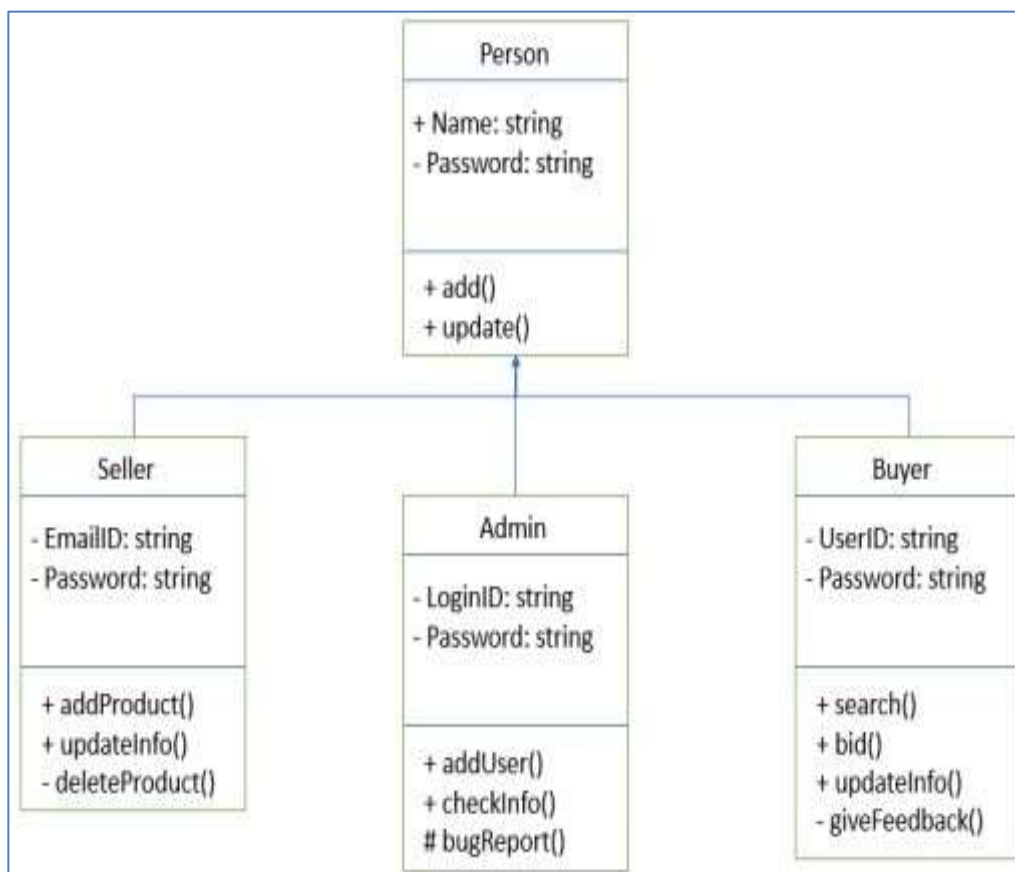 Person
+ Name: string
- Password: string
+ add()
+ update()
Seller
- EmailID: string
- Password: string
+ addProduct()
+ updateInfo()
- deleteProduct()
Admin
- LoginID: string
- Password: string
+ addUser()
+ checkInfo()
# bugReport()
Buyer
- UserID: string
- Password: string
+ search()
+ bid()
+ updateInfo()
- giveFeedback()